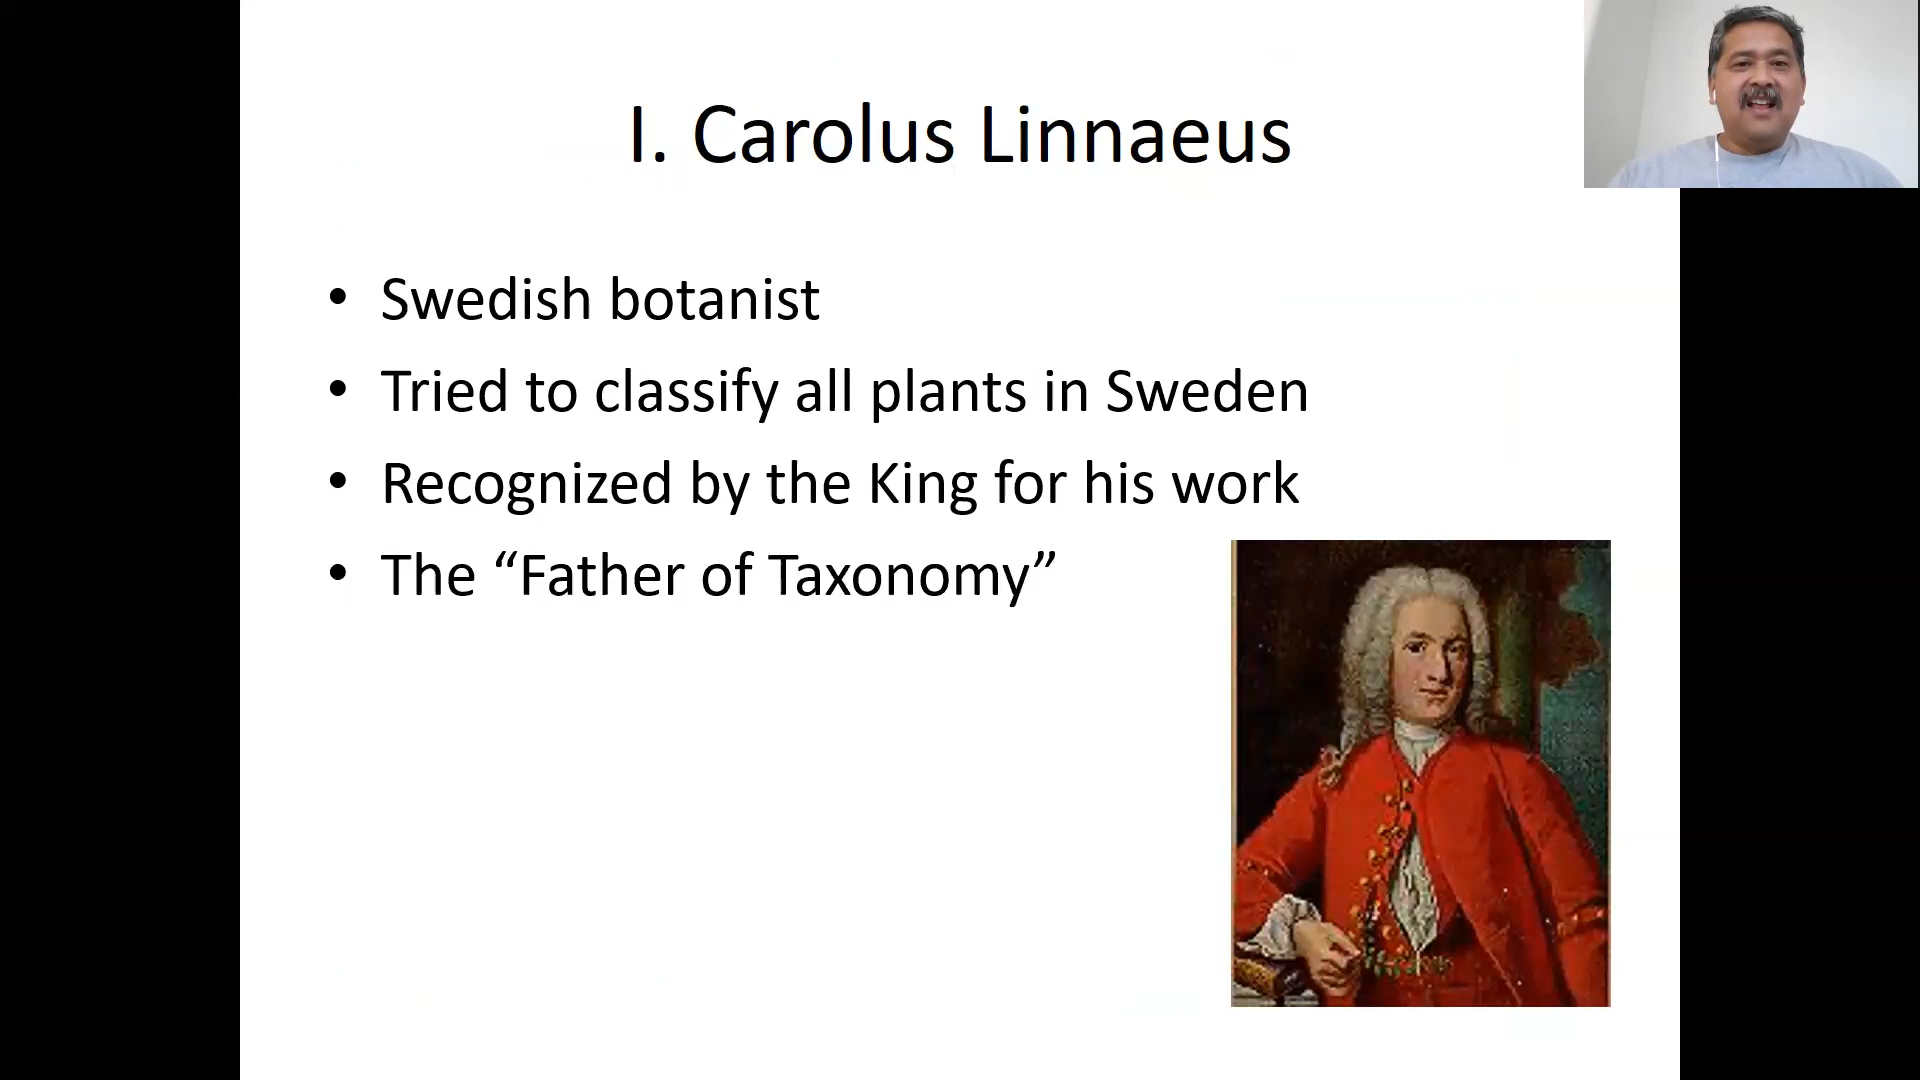 I. Carolus Linnaeus
• Swedish botanist
• Tried to classify all plants in Sweden
• Recognized by the King for his work
• The “Father of Taxonomy”